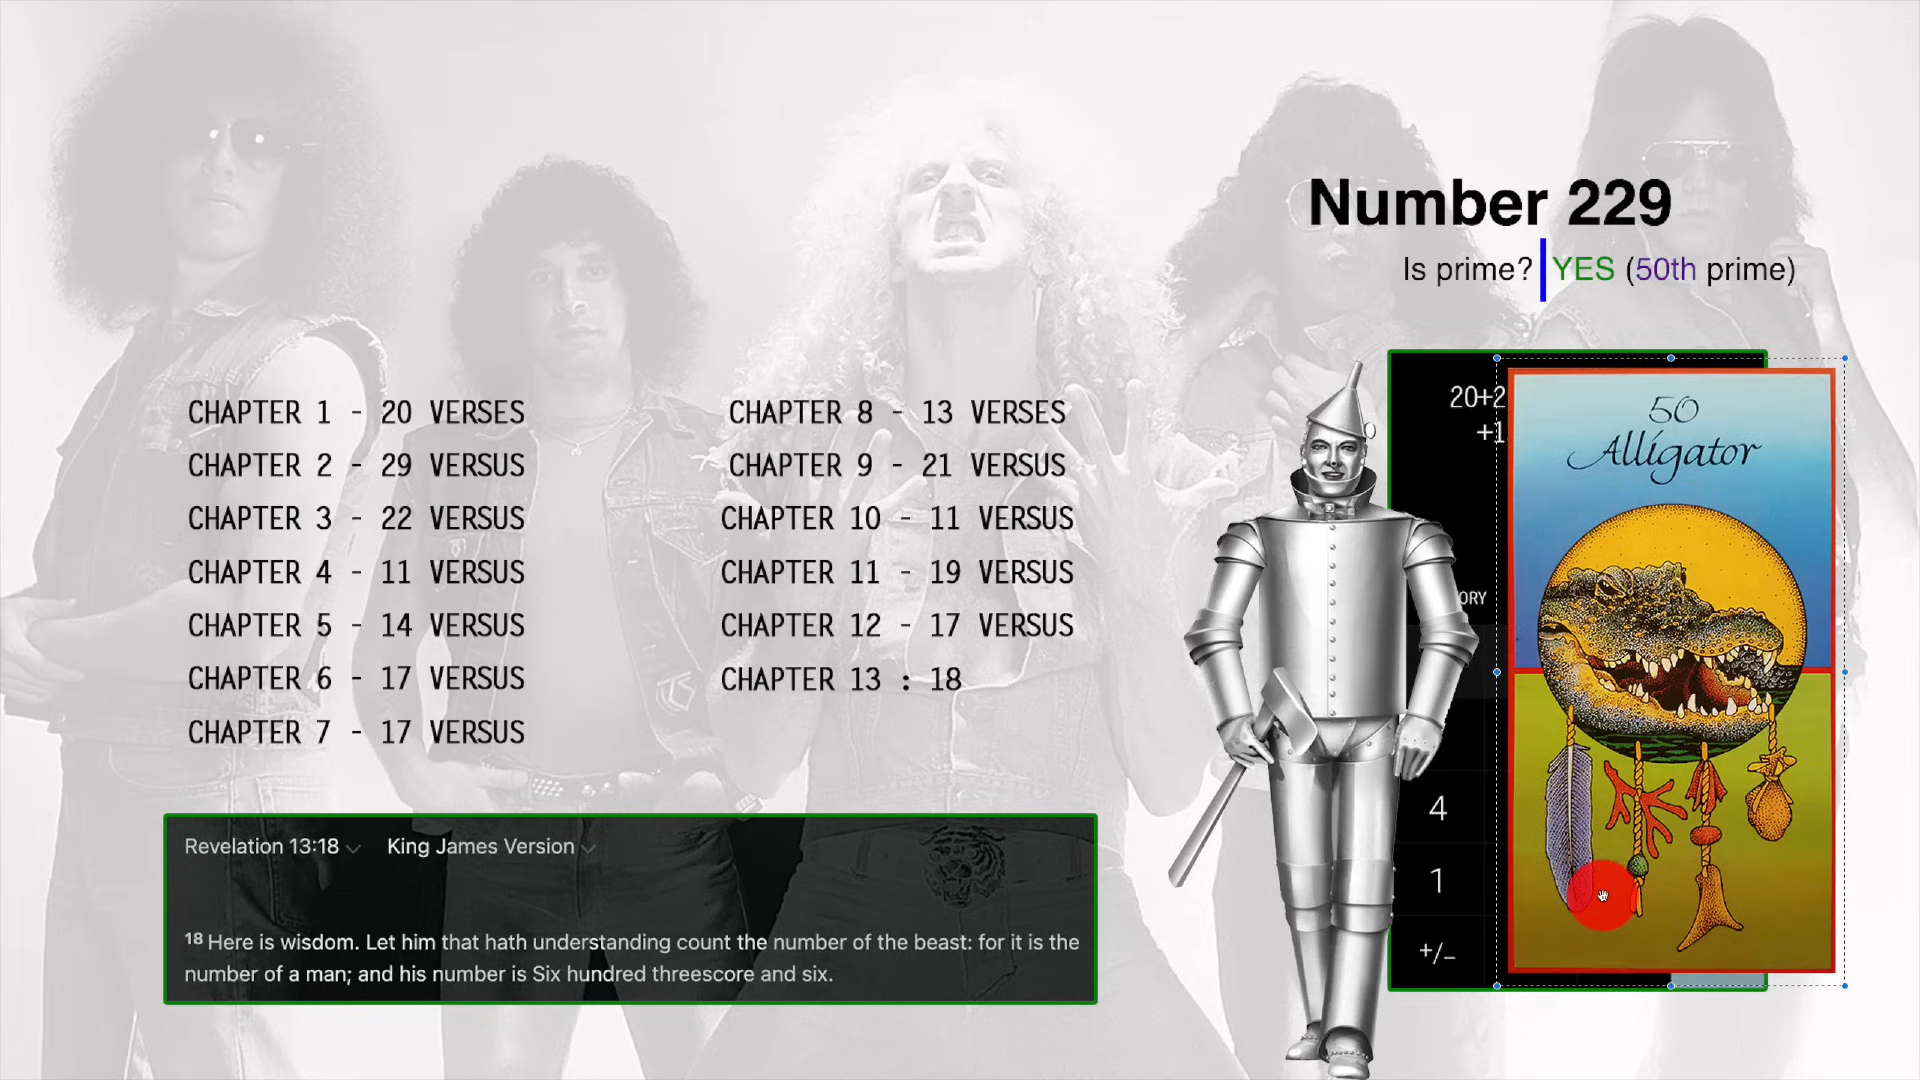 Number 229
Is prime? YES (50th prime)
CHAPTER 1 - 20 VERSES
CHAPTER 2 - 29 VERSUS
CHAPTER 3 - 22 VERSUS
CHAPTER 4 - 11 VERSUS
CHAPTER 5 - 14 VERSUS
CHAPTER 6 - 17 VERSUS
CHAPTER 7 - 17 VERSUS
CHAPTER 8 - 13 VERSES
CHAPTER 9 - 21 VERSUS
CHAPTER 10 - 11 VERSUS
CHAPTER 11 - 19 VERSUS
CHAPTER 12 - 17 VERSUS
CHAPTER 13 : 18
20+2
+1
ORY
4
1
+/−
50
Alligator
Revelation 13:18 King James Version
18 Here is wisdom. Let him that hath understanding count the number of the beast: for it is the
number of a man; and his number is Six hundred threescore and six.